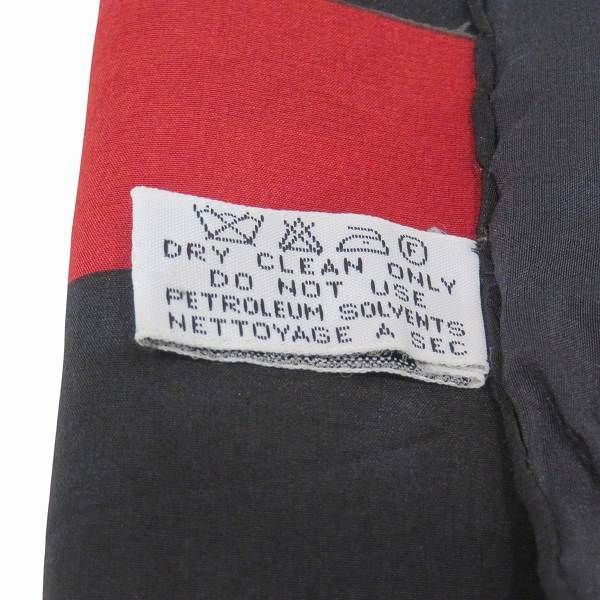 F
DRY CLEAN ONLY
DO NOT USE
PETROLEUM SOLVENTS
NETTOYAGE A SEC